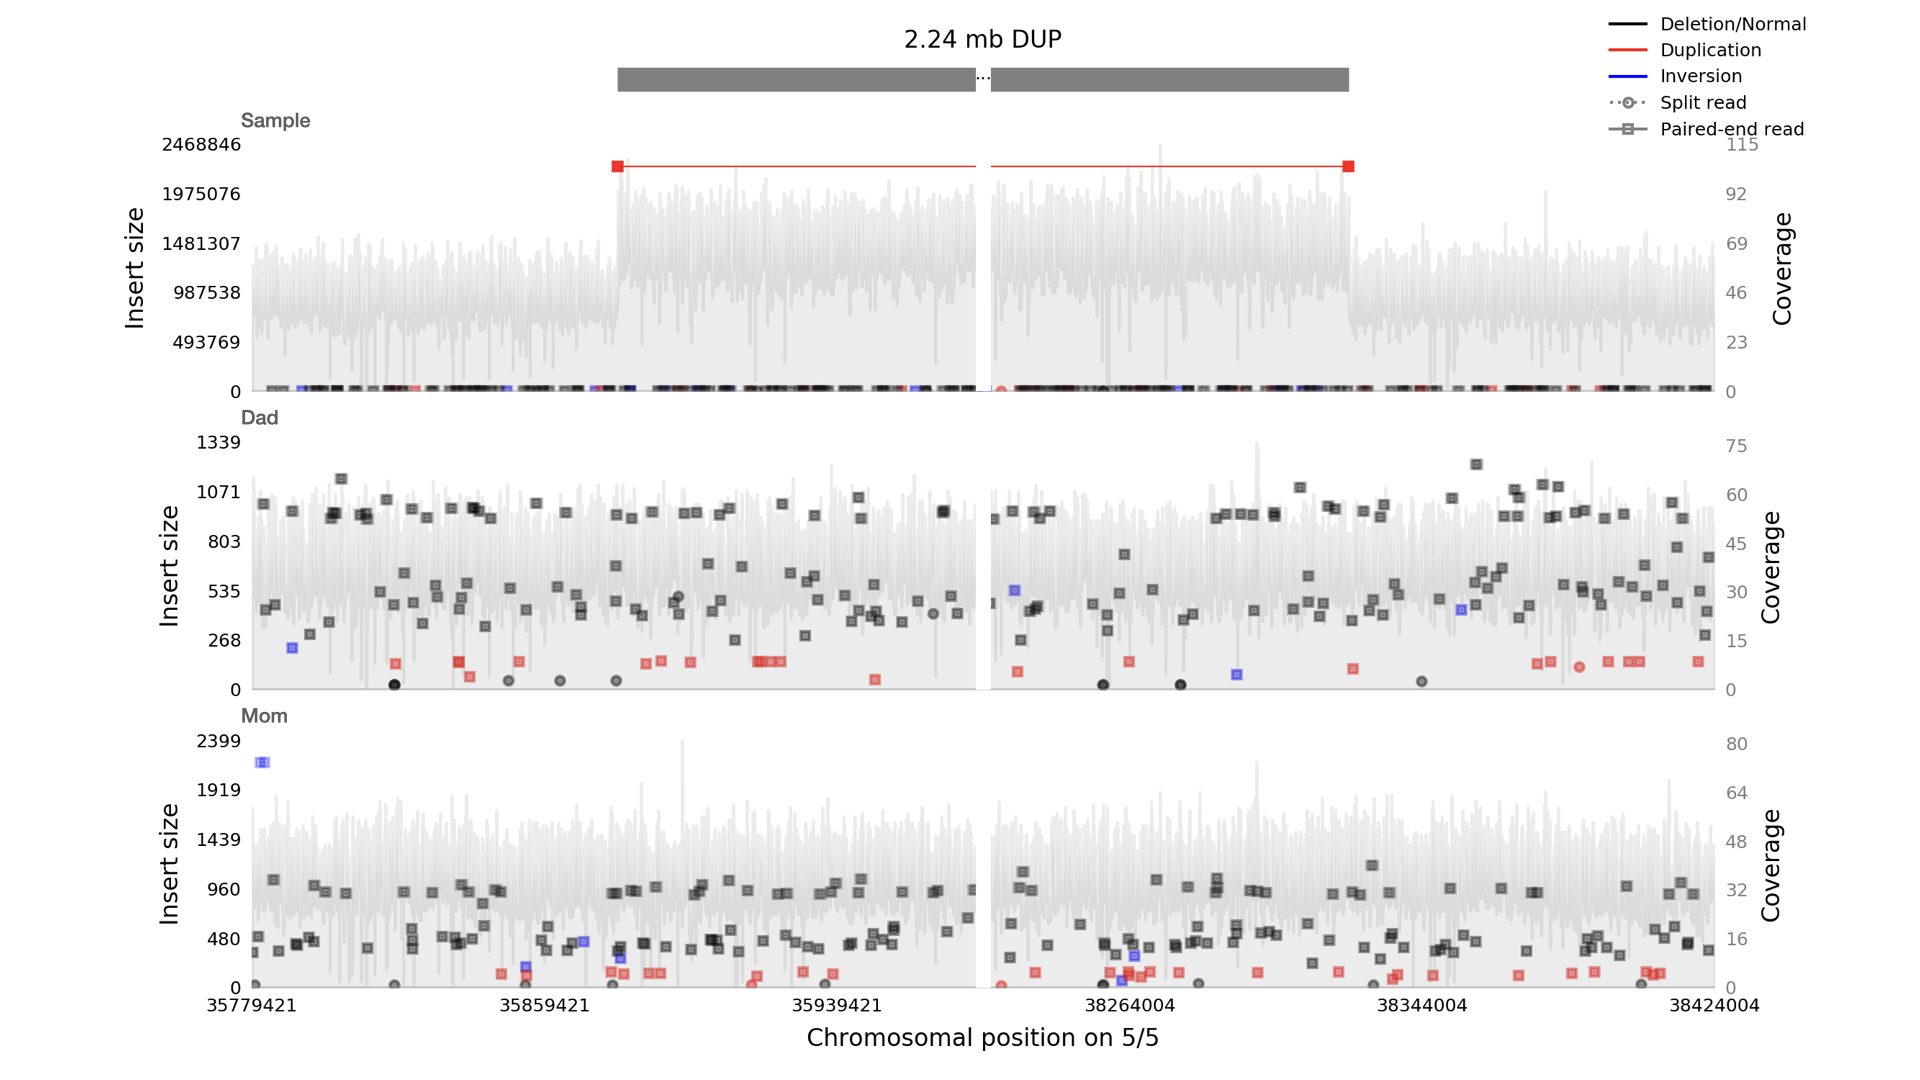 2.24 mb DUP
...
Deletion/Normal
Duplication
Inversion
Split read
Paired-end read
Sample
2468846
1975076
1481307
987538
493769
0
Insert size
115
92
69
46
23
0
Coverage
Dad
1339
1071
803
535
268
0
Insert size
75
60
45
30
15
0
Coverage
Mom
2399
1919
1439
960
480
0
Insert size
80
64
48
32
16
0
Coverage
35779421 35859421 35939421 38264004 38344004 38424004
Chromosomal position on 5/5